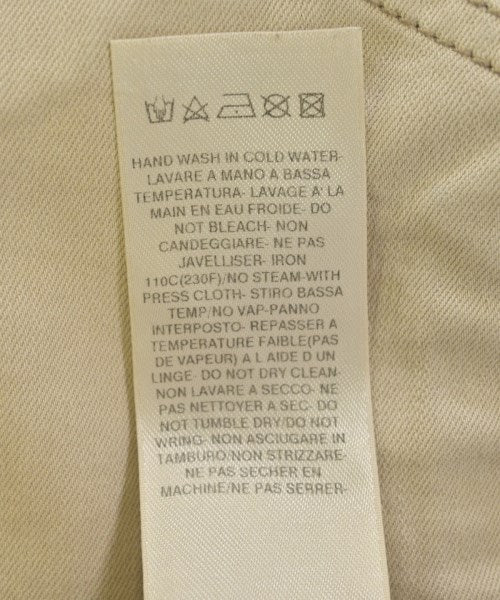 HAND WASH IN COLD WATER-
LAVARE A MANO A BASSA
TEMPERATURA- LAVAGE A' LA
MAIN EN EAU FROIDE- DO
NOT BLEACH- NON
CANDEGGIARE- NE PAS
JAVELLISER- IRON
110C(230F)/NO STEAM-WITH
PRESS CLOTH- STIRO BASSA
TEMP/NO VAP-PANNO
INTERPOSTO- REPASSER A
TEMPERATURE FAIBLE(PAS
DE VAPEUR) A L AIDE D UN
LINGE- DO NOT DRY CLEAN-
NON LAVARE A SECCO- NE
PAS NETTOYER A SEC- DO
NOT TUMBLE DRY/DO NOT
WRING- NON ASCIUGARE IN
TAMBURO/NON STRIZZARE-
NE PAS SECHER EN
MACHINE/NE PAS SERRER-